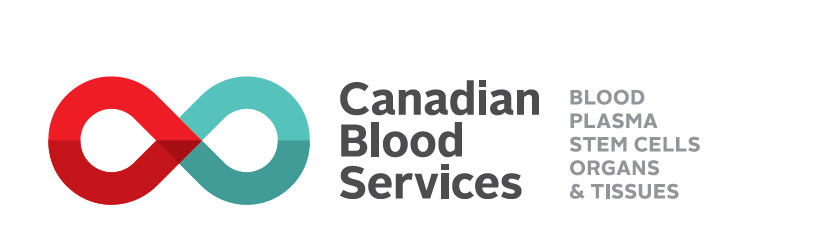 Canadian
Blood
Services
BLOOD
PLASMA
STEM CELLS
ORGANS
& TISSUES